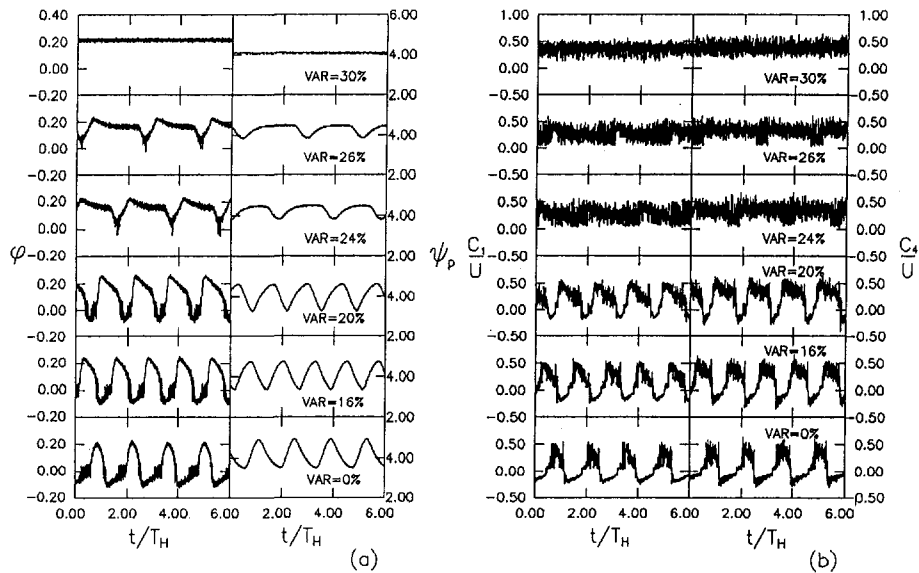 0.40 6.00 1.00 1.00
0.20 0.50 0.50
0.00 4.00 0.00 0.00
VAR=30% VAR=30%
-0.20 2.00 -0.50 -0.50
0.20 0.50 0.50
0.00 4.00 0.00 0.00
VAR=26% VAR=26%
-0.20 2.00 -0.50 -0.50
0.20 0.50 0.50
0.00 4.00 0.00 0.00
VAR=24% VAR=24%
φ -0.20 2.00 ψp C1/U -0.50 -0.50 C4/U
0.20 0.50 VAR=20% 0.50
0.00 4.00 0.00 0.00
VAR=20%
-0.20 2.00 -0.50 -0.50
0.20 0.50 VAR=16% 0.50
0.00 4.00 0.00 0.00
VAR=16%
-0.20 2.00 -0.50 -0.50
0.20 0.50 VAR=0% 0.50
0.00 4.00 0.00 0.00
VAR=0%
-0.20 2.00 -0.50 0.50
0.00 2.00 4.00 6.00 2.00 4.00 6.00 0.00 2.00 4.00 6.00 2.00 4.00 6.00
t/TH t/TH t/TH t/TH
(a) (b)